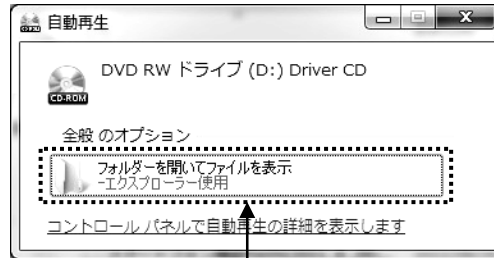 自動再生
DVD RW ドライブ (D:) Driver CD
CD-ROM
全般 のオプション
フォルダーを開いてファイルを表示
-エクスプローラー使用
コントロール パネルで自動再生の詳細を表示します